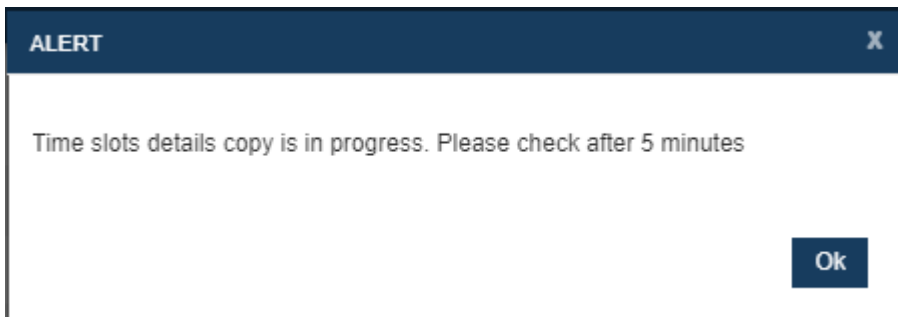 ALERT
X
Time slots details copy is in progress. Please check after 5 minutes
Ok